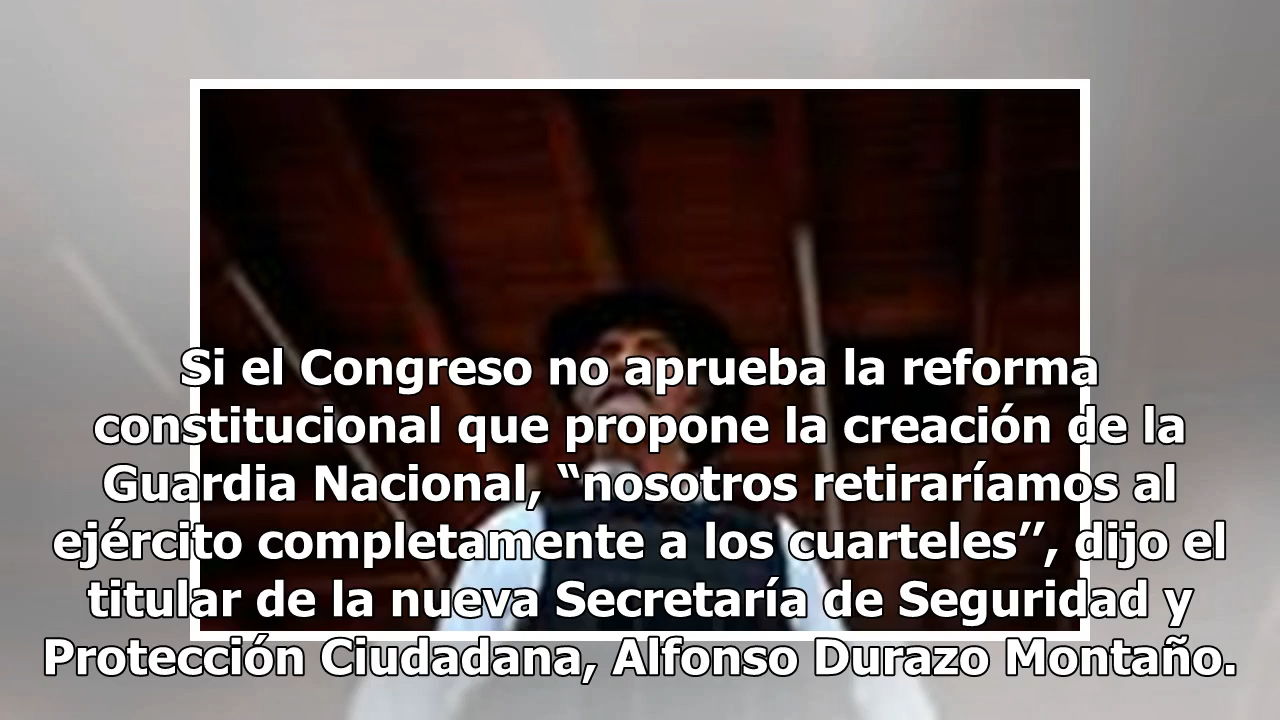 Si el Congreso no aprueba la reforma
constitucional que propone la creación de la
Guardia Nacional, “nosotros retiraríamos al
ejército completamente a los cuarteles”, dijo el
titular de la nueva Secretaría de Seguridad y
Protección Ciudadana, Alfonso Durazo Montaño.